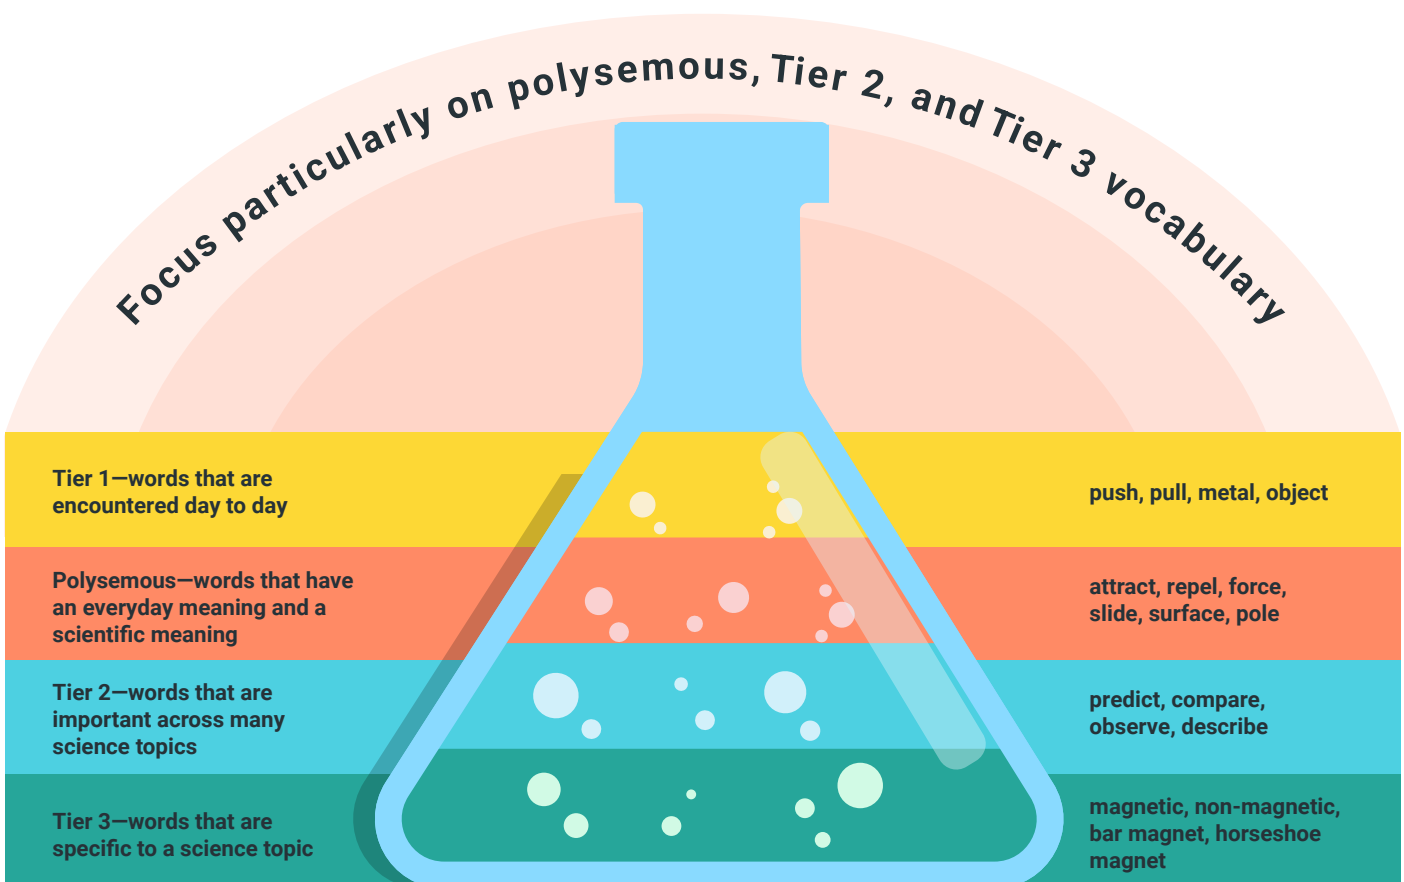 Focus particularly on polysemous, Tier 2, and Tier 3 vocabulary
Tier 1—words that are
encountered day to day
push, pull, metal, object
Polysemous—words that have
an everyday meaning and a
scientific meaning
attract, repel, force,
slide, surface, pole
Tier 2—words that are
important across many
science topics
predict, compare,
observe, describe
Tier 3—words that are
specific to a science topic
magnetic, non-magnetic,
bar magnet, horseshoe
magnet